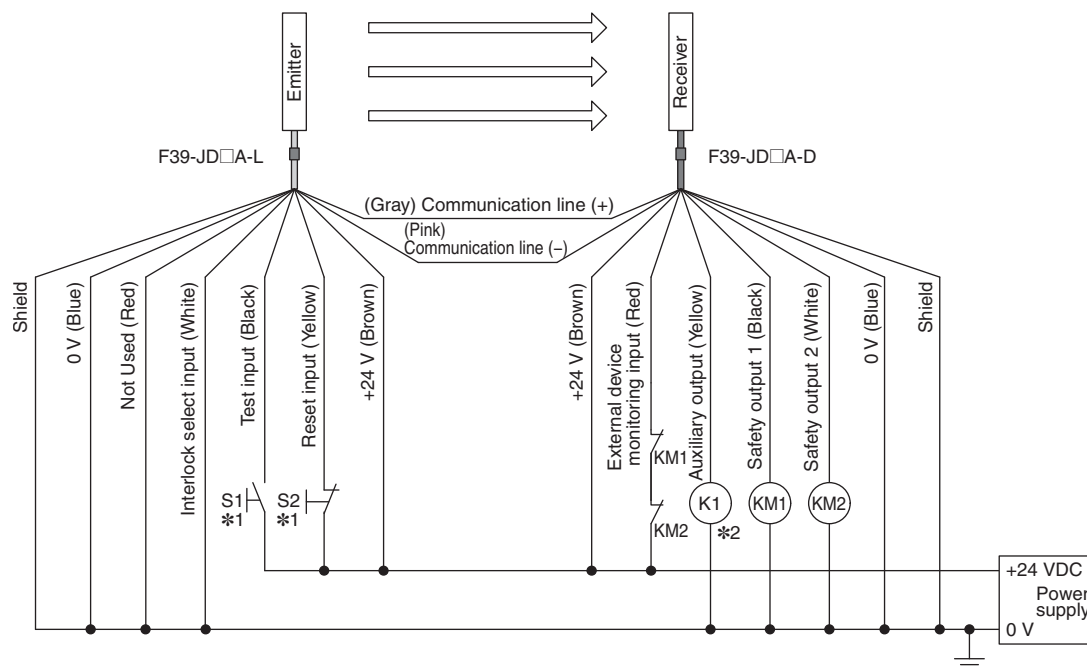 Emitter
Receiver
F39-JD□A-L
F39-JD□A-D
(Gray) Communication line (+)
(Pink)
Communication line (–)
Shield
0 V (Blue)
Not Used (Red)
Interlock select input (White)
Test input (Black)
Reset input (Yellow)
+24 V (Brown)
+24 V (Brown)
External device
monitoring input (Red)
Auxiliary output (Yellow)
Safety output 1 (Black)
Safety output 2 (White)
0 V (Blue)
Shield
S1
*1
S2
*1
KM1
KM2
K1
*2
KM1
KM2
+24 VDC
Power
supply
0 V